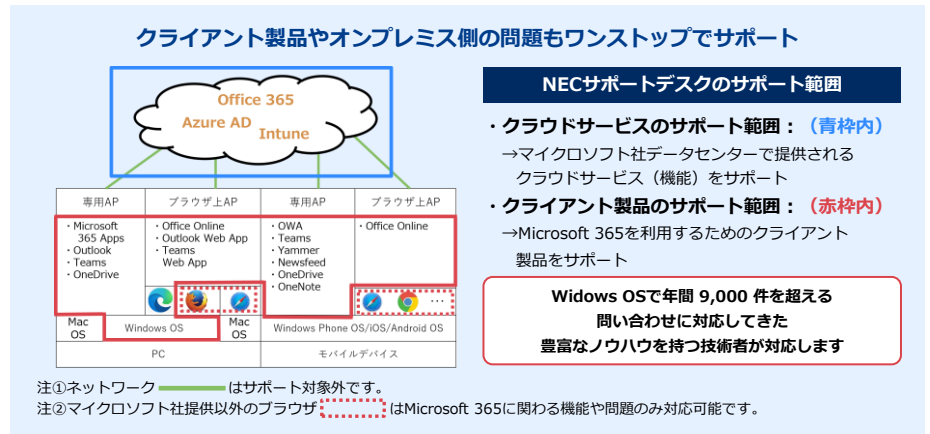 クライアント製品やオンプレミス側の問題もワンストップでサポート
Office 365
Azure AD
Intune
専用AP
ブラウザ上AP
専用AP
ブラウザ上AP
・Microsoft
365 Apps
・Outlook
・Teams
・OneDrive
・Office Online
・Outlook Web App
・Teams
Web App
・OWA
・Teams
・Yammer
・Newsfeed
・OneDrive
・OneNote
・Office Online
…
Mac
OS
Windows OS
Mac
OS
Windows Phone OS/iOS/Android OS
PC
モバイルデバイス
NECサポートデスクのサポート範囲
・クラウドサービスのサポート範囲：（青枠内）
→マイクロソフト社データセンターで提供される
クラウドサービス（機能）をサポート
・クライアント製品のサポート範囲：（赤枠内）
→Microsoft 365を利用するためのクライアント
製品をサポート
Widows OSで年間 9,000 件を超える
問い合わせに対応してきた
豊富なノウハウを持つ技術者が対応します
注①ネットワーク はサポート対象外です。
注②マイクロソフト社提供以外のブラウザ はMicrosoft 365に関わる機能や問題のみ対応可能です。